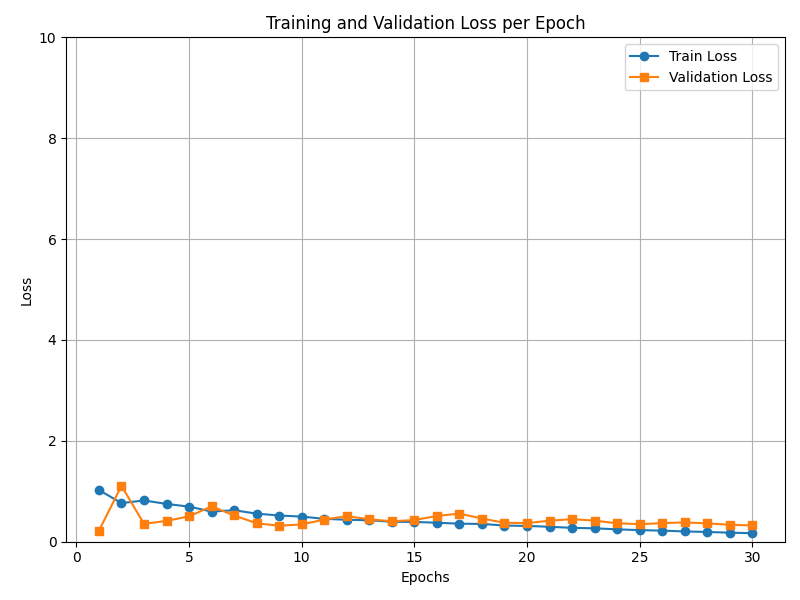 Training and Validation Loss per Epoch
10
8
6
4
2
0
Loss
Train Loss
Validation Loss
0 5 10 15 20 25 30
Epochs